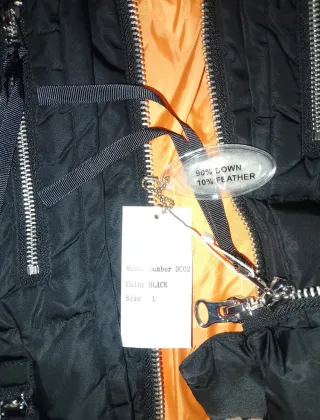 90% DOWN
10% FEATHER
Model number DC02
Color BLACK
Size L